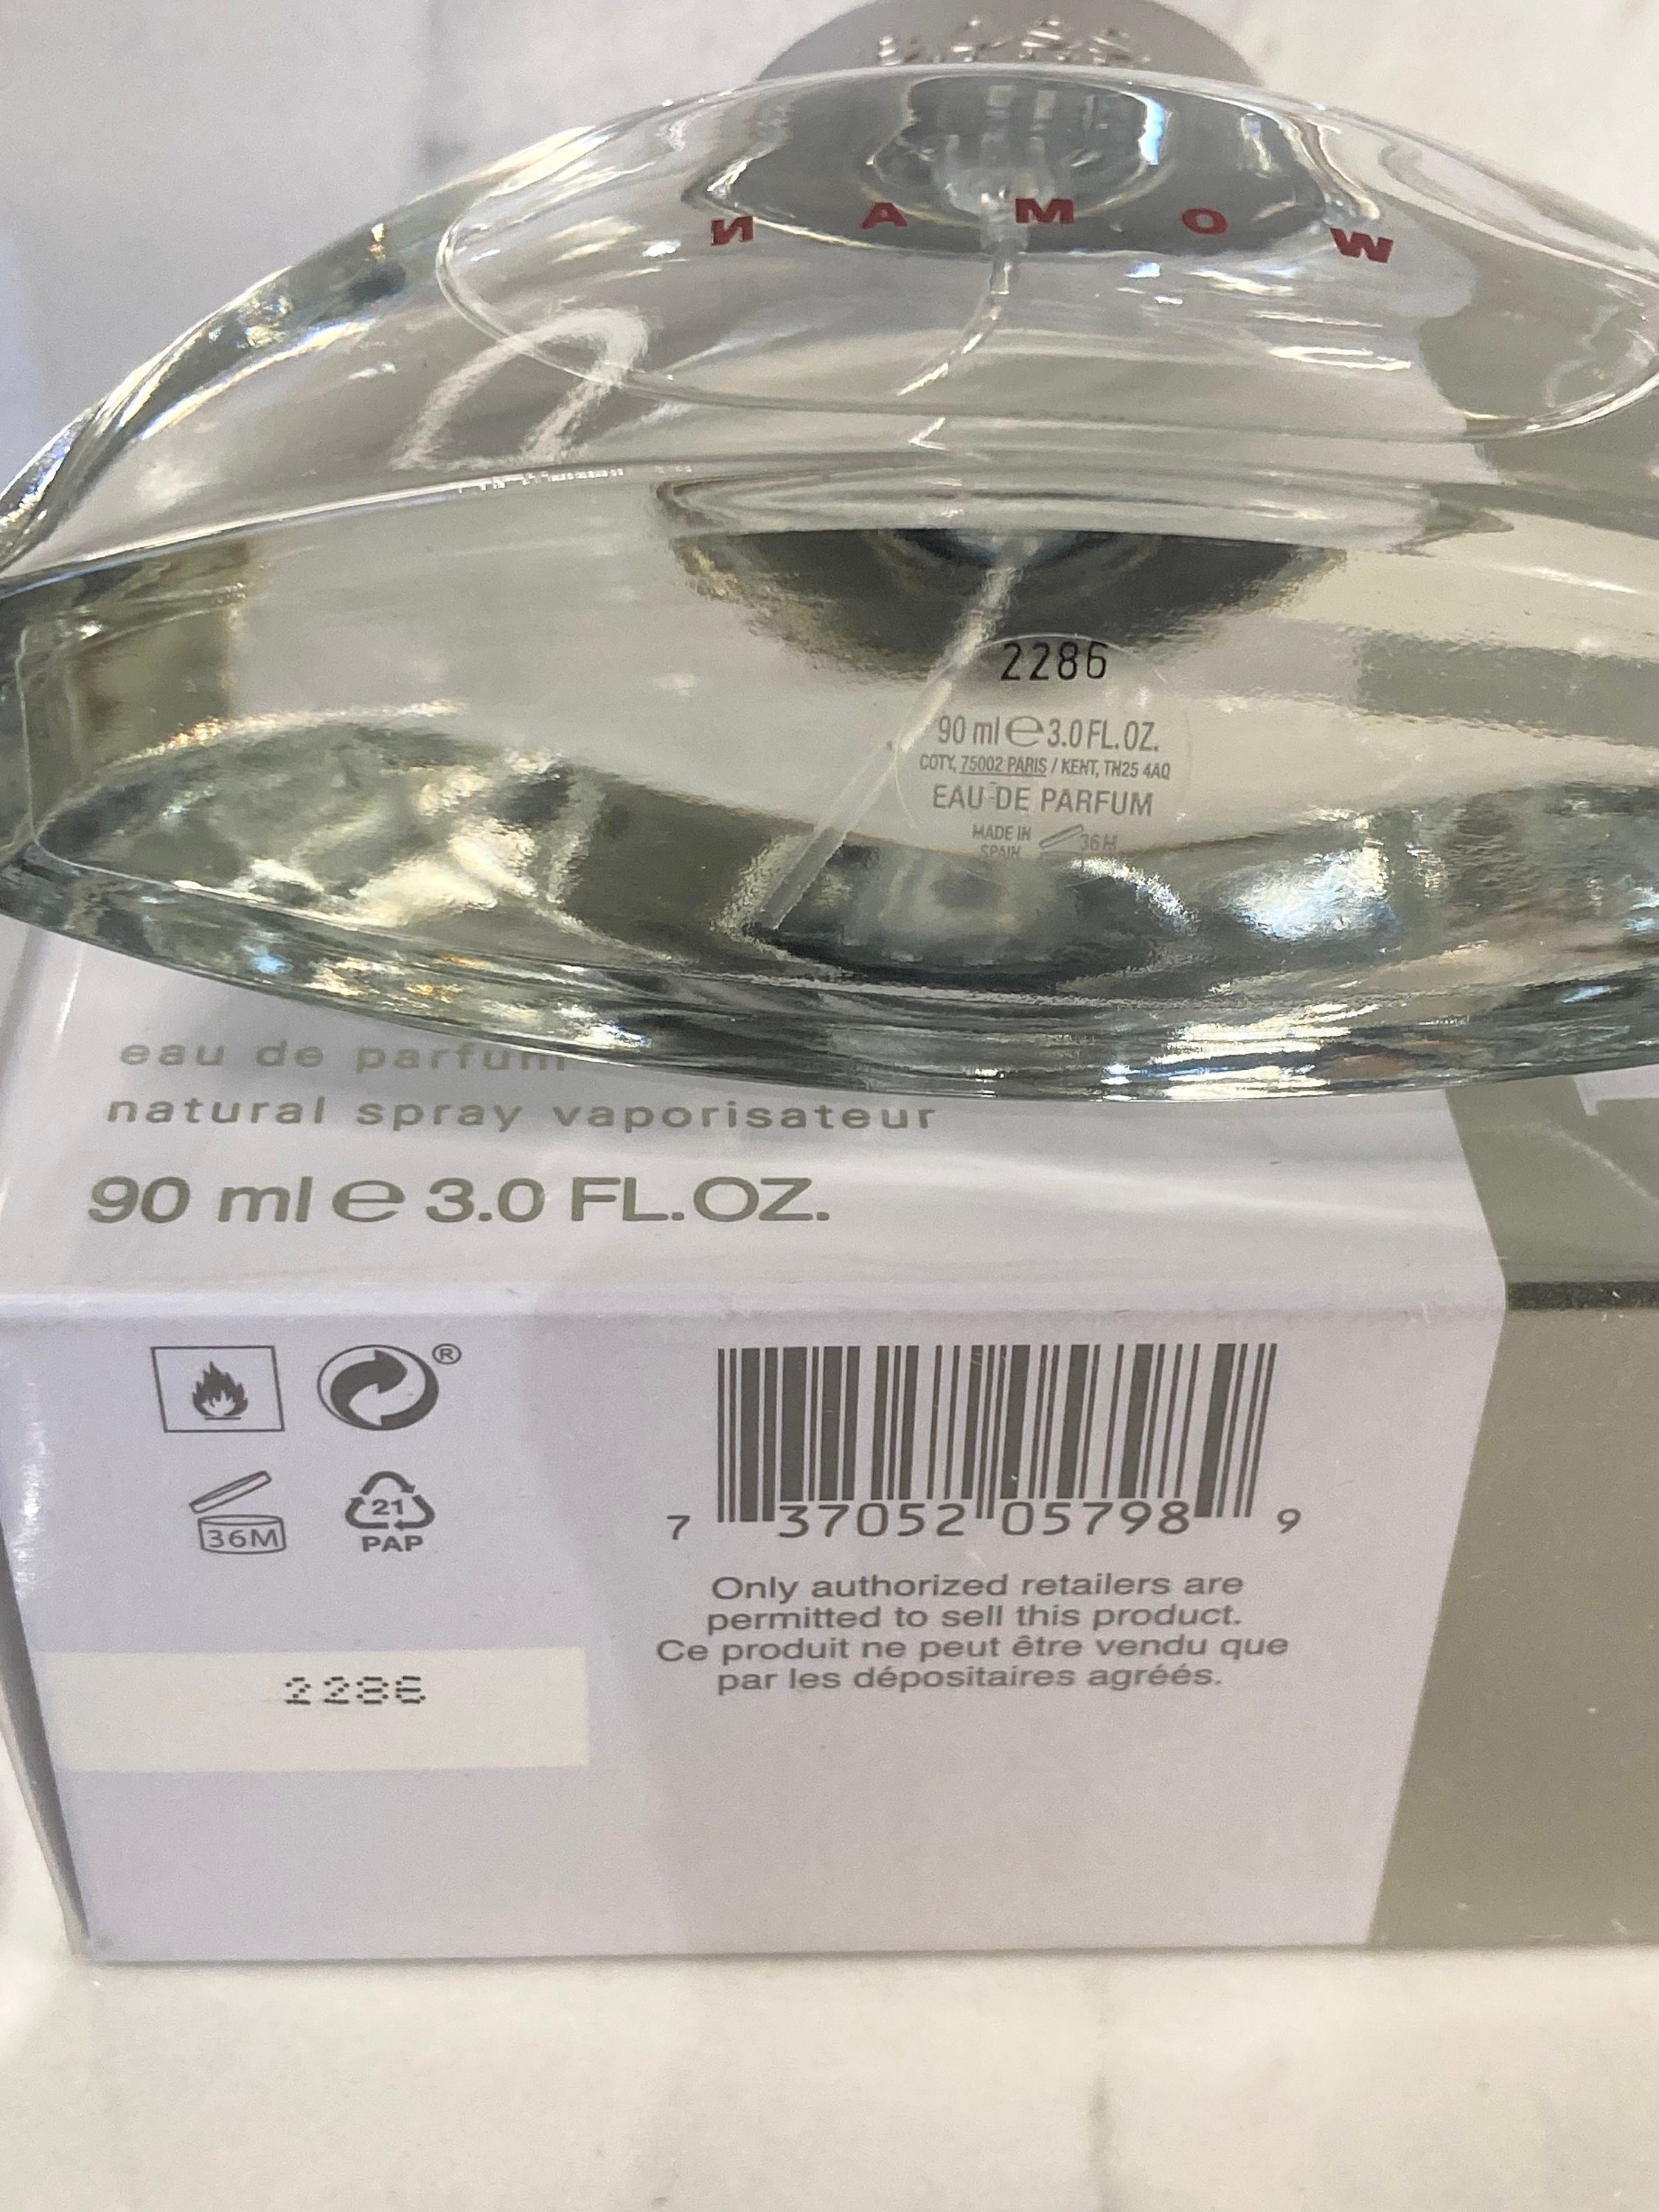 WOMAN
2286
90 ml e 3.0 FL. OZ.
COTY, 75002 PARIS / KENT, TN25 4AQ
EAU DE PARFUM
MADE IN
SPAIN
36M
eau de parfum
natural spray vaporisateur
90 ml e 3.0 FL.OZ.
®
36M
21
PAP
7 37052 05798 9
Only authorized retailers are
permitted to sell this product.
Ce produit ne peut être vendu que
par les dépositaires agréés.
2286